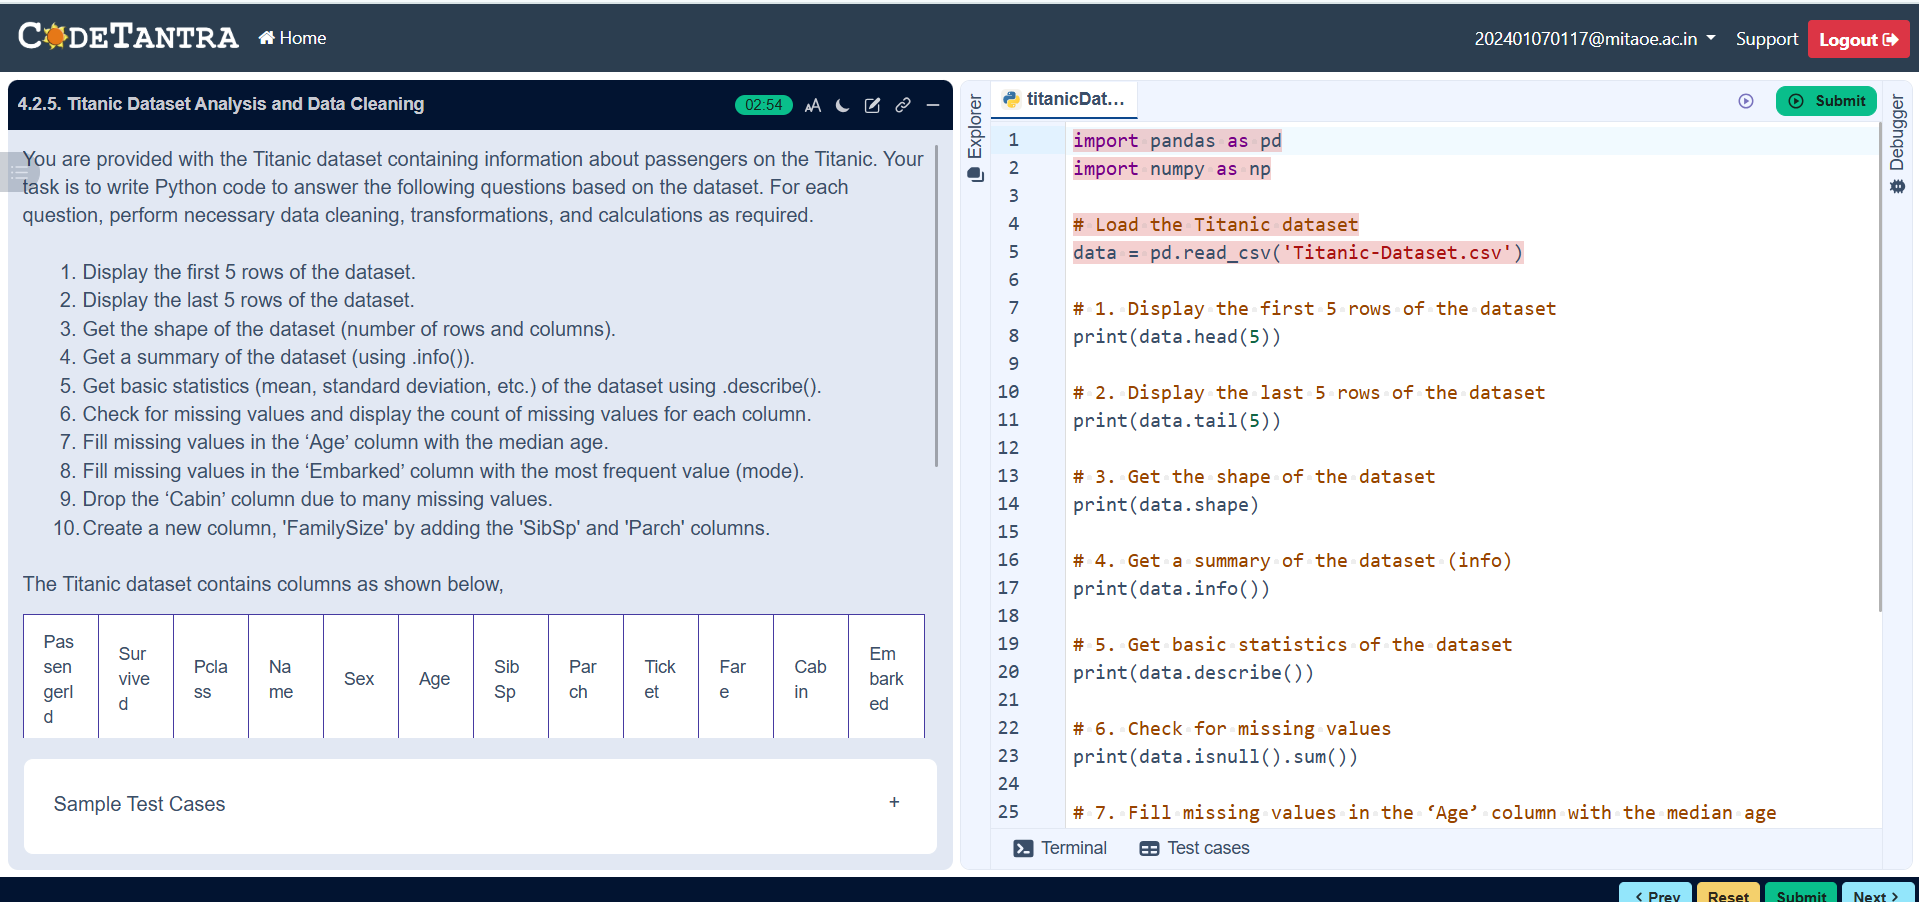 CODETANTRA Home
202401070117@mitaoe.ac.in Support Logout
4.2.5. Titanic Dataset Analysis and Data Cleaning
02:54 AA
You are provided with the Titanic dataset containing information about passengers on the Titanic. Your
task is to write Python code to answer the following questions based on the dataset. For each
question, perform necessary data cleaning, transformations, and calculations as required.
1. Display the first 5 rows of the dataset.
2. Display the last 5 rows of the dataset.
3. Get the shape of the dataset (number of rows and columns).
4. Get a summary of the dataset (using .info()).
5. Get basic statistics (mean, standard deviation, etc.) of the dataset using .describe().
6. Check for missing values and display the count of missing values for each column.
7. Fill missing values in the ‘Age’ column with the median age.
8. Fill missing values in the ‘Embarked’ column with the most frequent value (mode).
9. Drop the ‘Cabin’ column due to many missing values.
10. Create a new column, 'FamilySize' by adding the 'SibSp' and 'Parch' columns.
The Titanic dataset contains columns as shown below,
Pas
sen
gerI
d
Sur
vive
d
Pcla
ss
Na
me
Sex
Age
Sib
Sp
Par
ch
Tick
et
Far
e
Cab
in
Em
bark
ed
Sample Test Cases +
Explorer
titanicDat...
Submit
Debugger
1 import pandas as pd
2 import numpy as np
3
4 # Load the Titanic dataset
5 data = pd.read_csv('Titanic-Dataset.csv')
6
7 # 1. Display the first 5 rows of the dataset
8 print(data.head(5))
9
10 # 2. Display the last 5 rows of the dataset
11 print(data.tail(5))
12
13 # 3. Get the shape of the dataset
14 print(data.shape)
15
16 # 4. Get a summary of the dataset (info)
17 print(data.info())
18
19 # 5. Get basic statistics of the dataset
20 print(data.describe())
21
22 # 6. Check for missing values
23 print(data.isnull().sum())
24
25 # 7. Fill missing values in the ‘Age’ column with the median age
Terminal Test cases
< Prev Reset Submit Next >